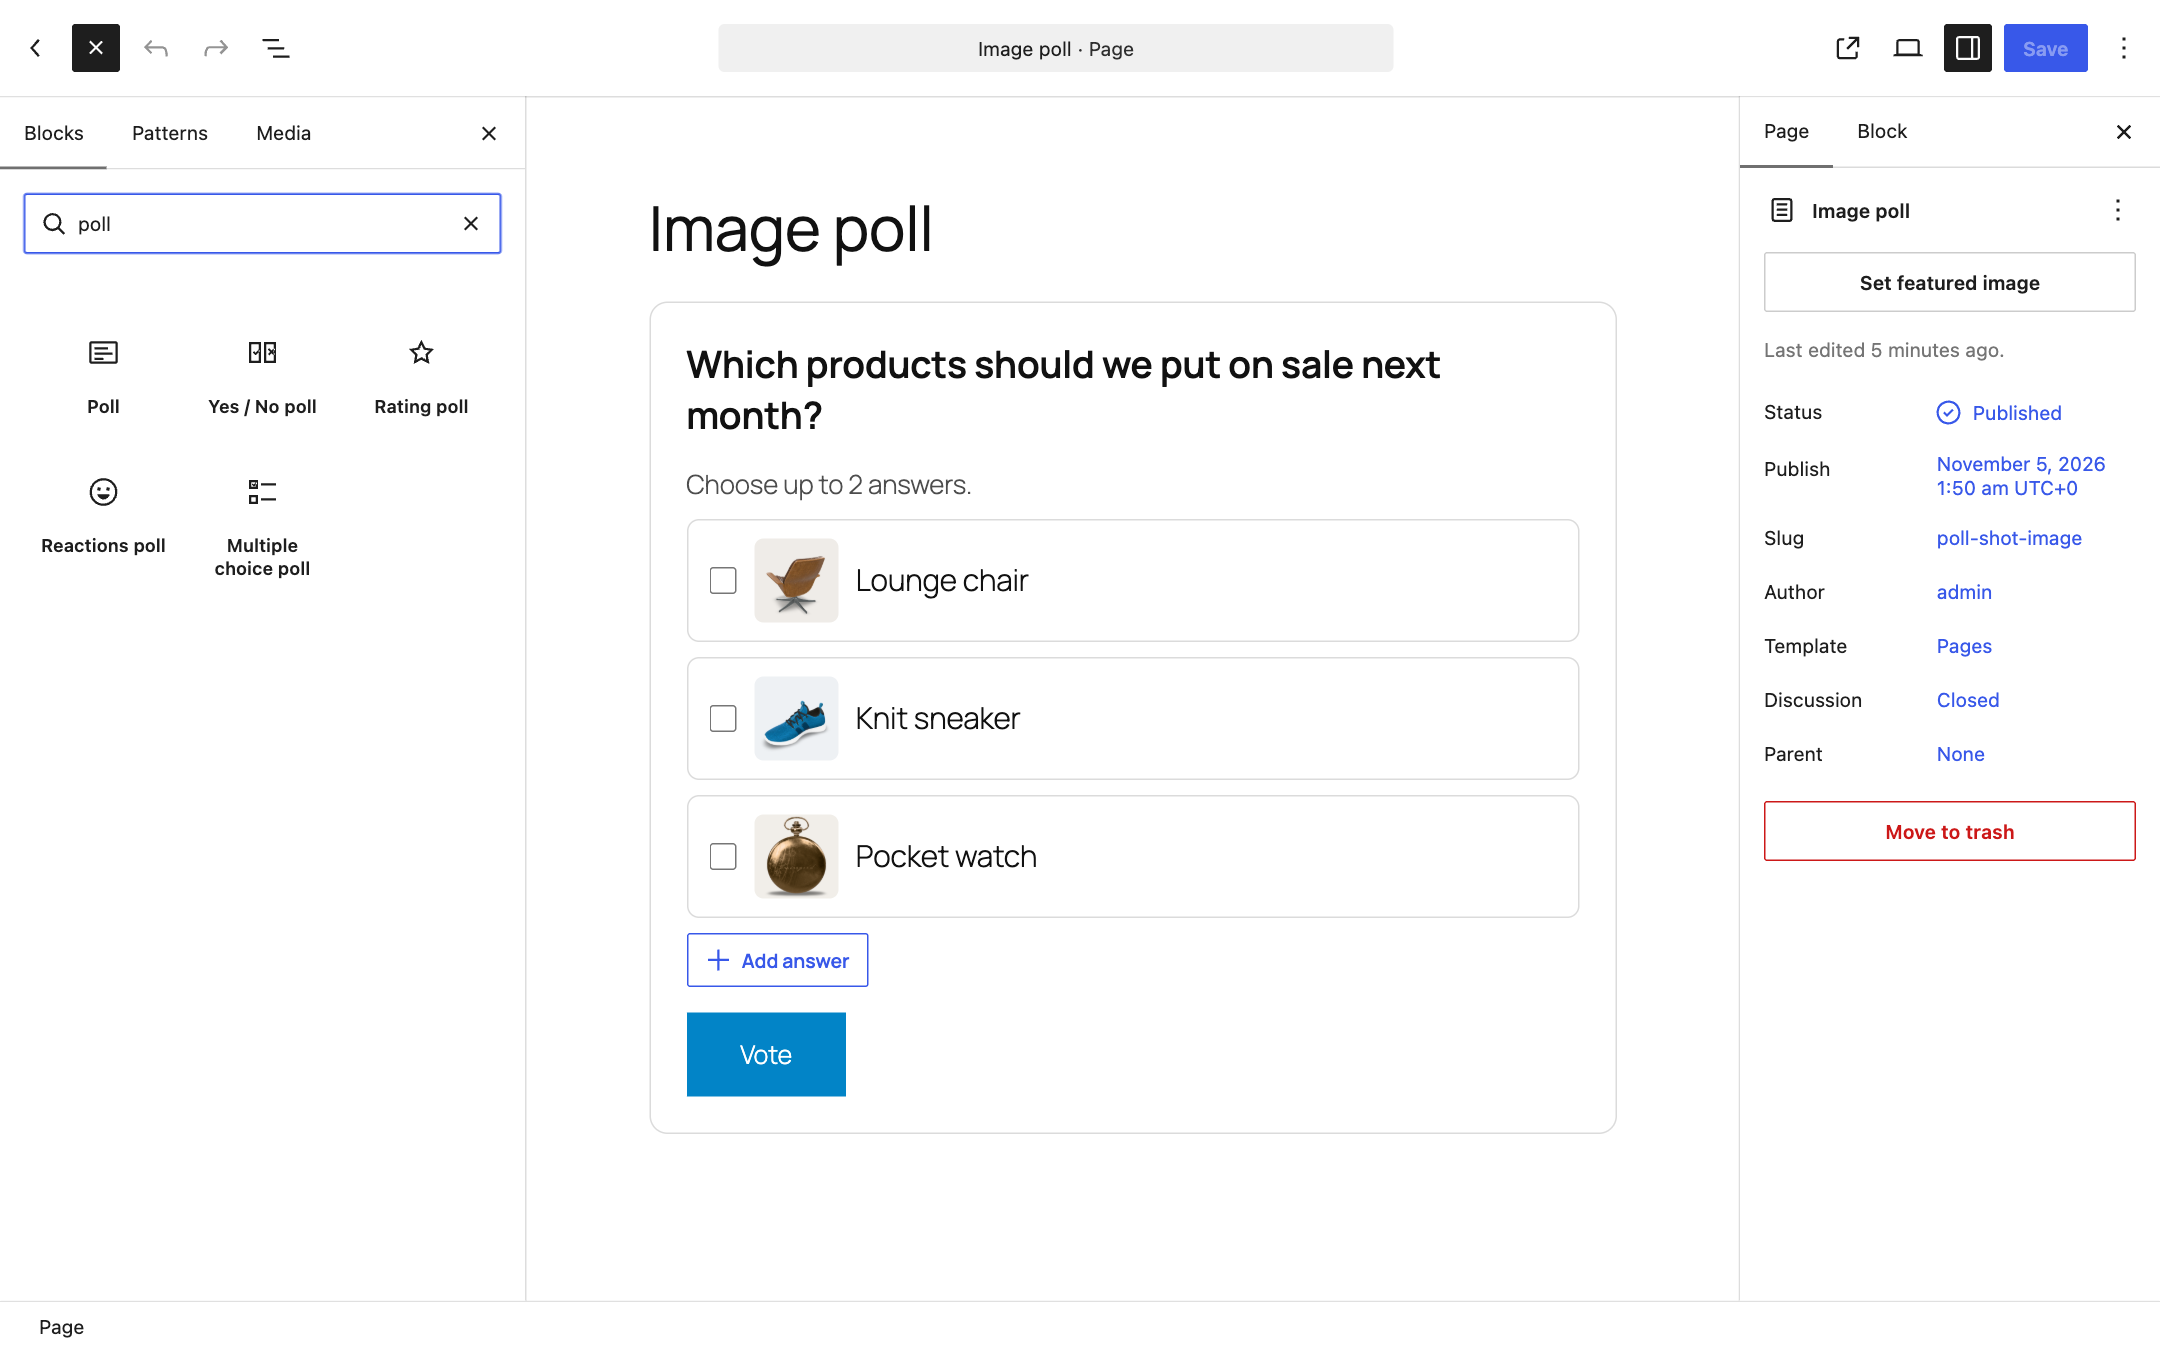 Image poll · Page
Save
Blocks
Patterns
Media
poll
Poll
Yes / No poll
Rating poll
Reactions poll
Multiple
choice poll
Image poll
Which products should we put on sale next
month?
Choose up to 2 answers.
Lounge chair
Knit sneaker
Pocket watch
Add answer
Vote
Page
Block
Image poll
Set featured image
Last edited 5 minutes ago.
Status
Published
Publish
November 5, 2026
1:50 am UTC+0
Slug
poll-shot-image
Author
admin
Template
Pages
Discussion
Closed
Parent
None
Move to trash
Page